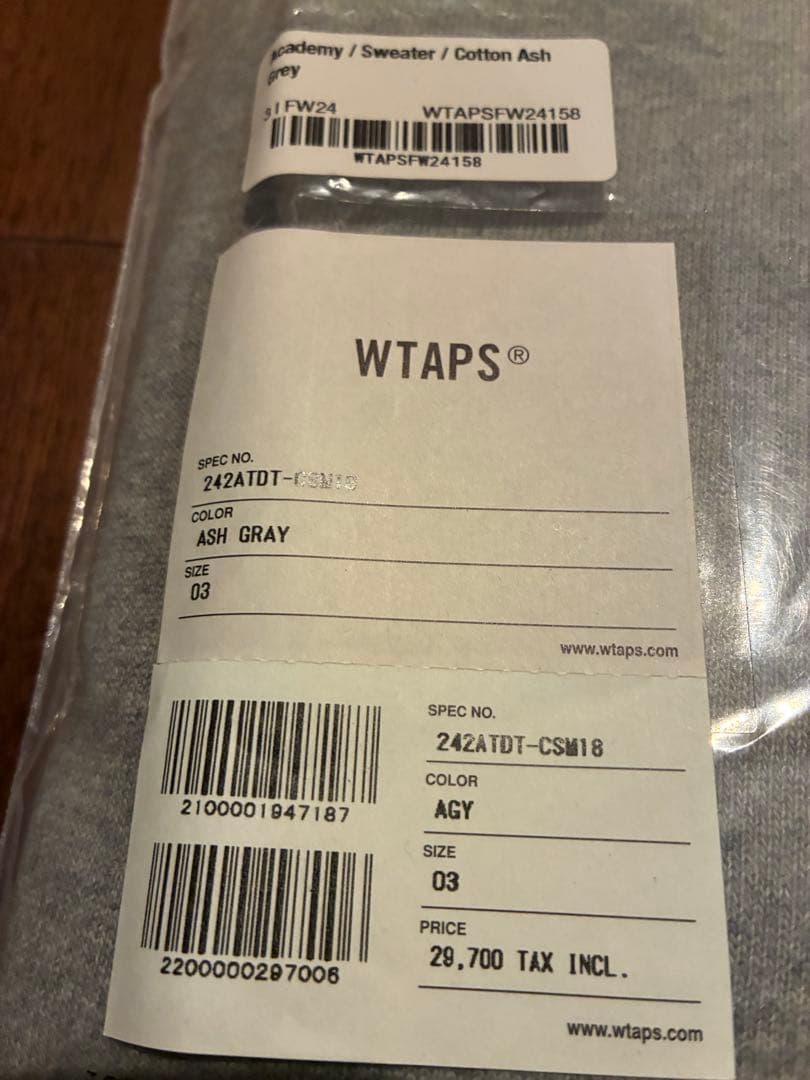 Academy / Sweater / Cotton Ash
Grey
3 | FW24 WTAPSFW24158
WTAPSFW24158
WTAPS®
SPEC NO.
242ATDT-CSM18
COLOR
ASH GRAY
SIZE
03
www.wtaps.com
2100001947187
2200000297006
SPEC NO.
242ATDT-CSM18
COLOR
AGY
SIZE
03
PRICE
29,700 TAX INCL.
www.wtaps.com